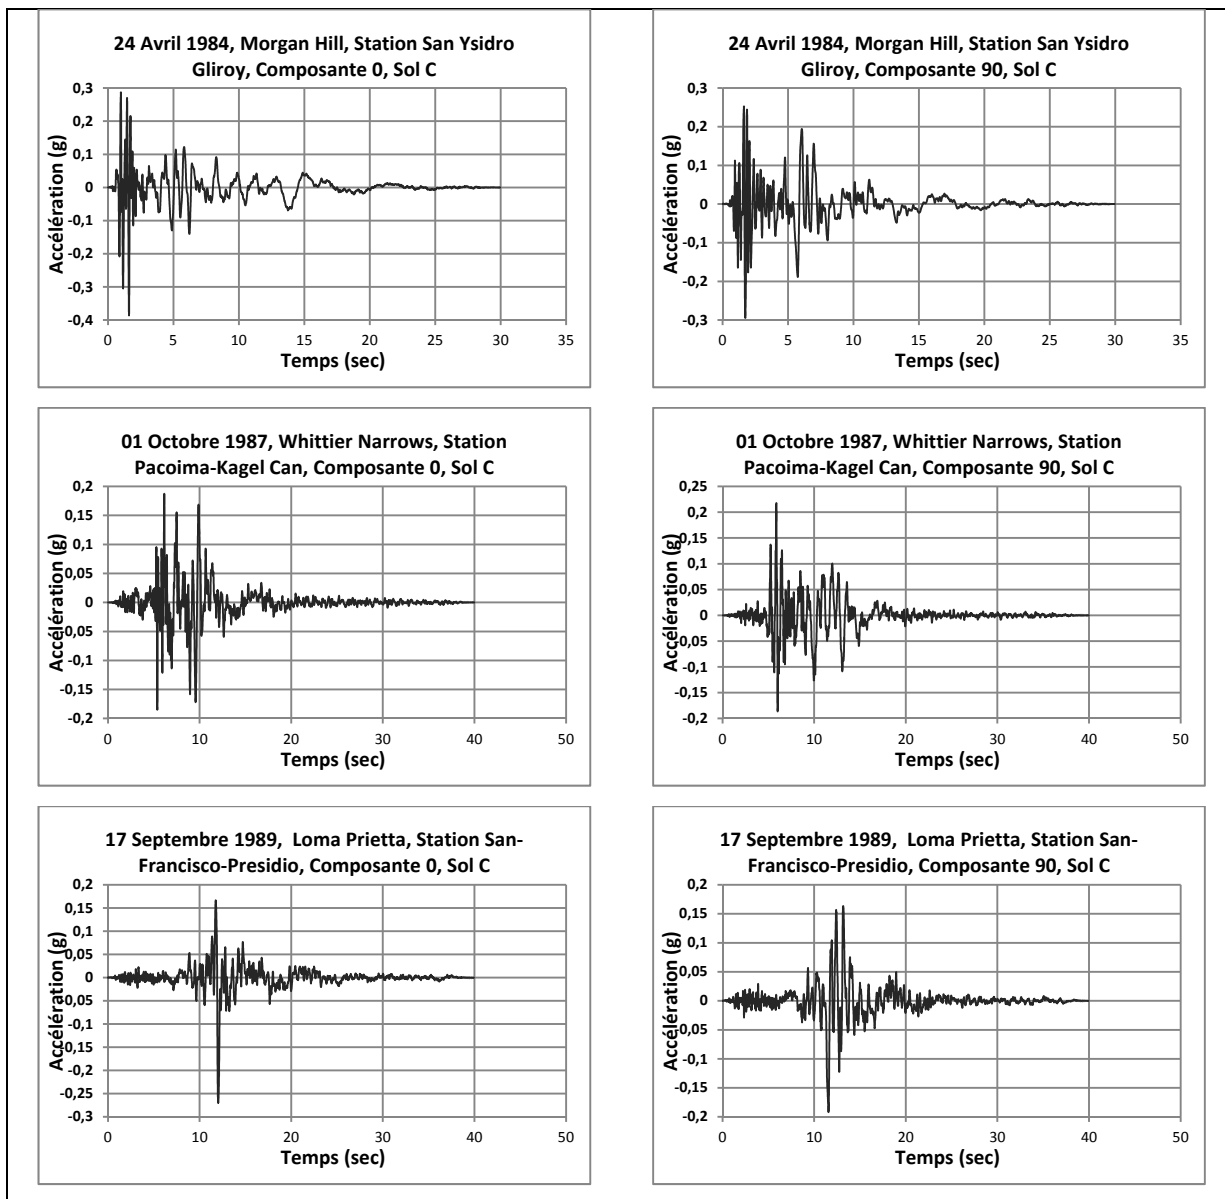 24 Avril 1984, Morgan Hill, Station San Ysidro
Gliroy, Composante 0, Sol C
0,3
0,2
0,1
0
-0,1
-0,2
-0,3
-0,4
Accélération (g)
0 5 10 15 20 25 30 35
Temps (sec)
24 Avril 1984, Morgan Hill, Station San Ysidro
Gliroy, Composante 90, Sol C
0,3
0,2
0,1
0
-0,1
-0,2
-0,3
Accélération (g)
0 5 10 15 20 25 30 35
Temps (sec)
01 Octobre 1987, Whittier Narrows, Station
Pacoima-Kagel Can, Composante 0, Sol C
0,2
0,15
0,1
0,05
0
-0,05
-0,1
-0,15
-0,2
Accélération (g)
0 10 20 30 40 50
Temps (sec)
01 Octobre 1987, Whittier Narrows, Station
Pacoima-Kagel Can, Composante 90, Sol C
0,25
0,2
0,15
0,1
0,05
0
-0,05
-0,1
-0,15
-0,2
Accélération (g)
0 10 20 30 40 50
Temps (sec)
17 Septembre 1989, Loma Prietta, Station San-
Francisco-Presidio, Composante 0, Sol C
0,2
0,15
0,1
0,05
0
-0,05
-0,1
-0,15
-0,2
-0,25
-0,3
Accélération (g)
0 10 20 30 40 50
Temps (sec)
17 Septembre 1989, Loma Prietta, Station San-
Francisco-Presidio, Composante 90, Sol C
0,2
0,15
0,1
0,05
0
-0,05
-0,1
-0,15
-0,2
Accélération (g)
0 10 20 30 40 50
Temps (sec)